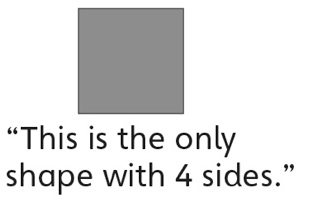 “This is the only
shape with 4 sides.”